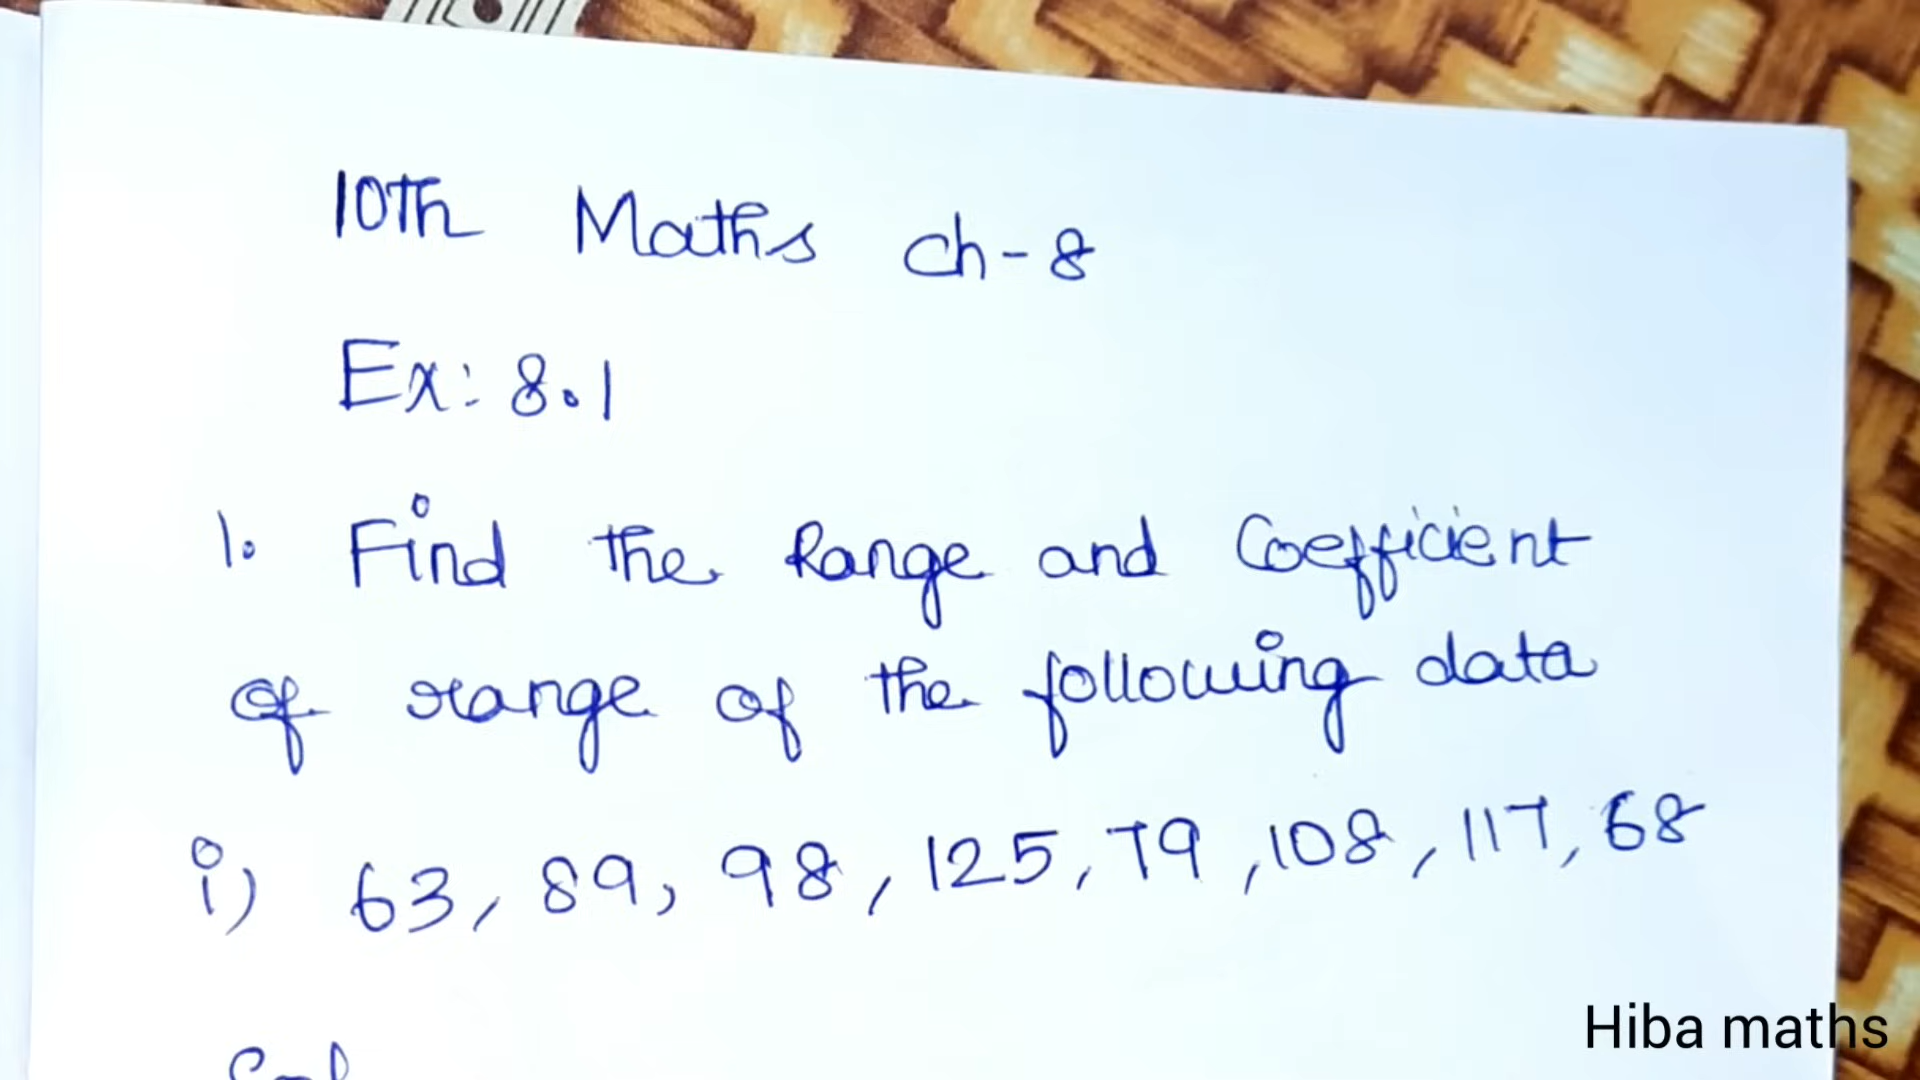 10Th Maths ch-8
Ex: 8.1
1. Find the Range and Coefficient
of range of the following data
i) 63, 89, 98, 125, 79, 108, 117, 68
Hiba maths